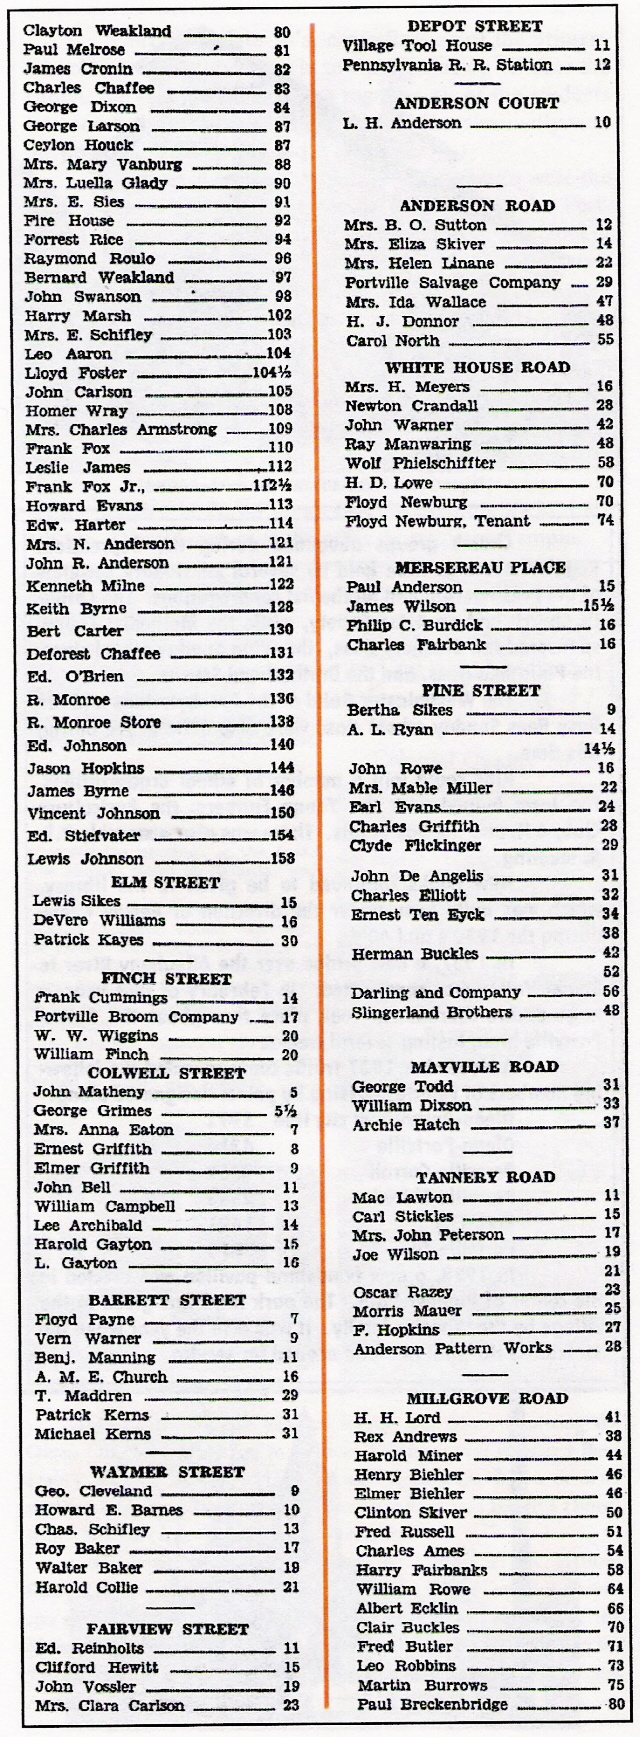 Clayton Weakland 80
Paul Melrose 81
James Cronin 82
Charles Chaffee 83
George Dixon 84
George Larson 87
Ceylon Houck 87
Mrs. Mary Vanburg 88
Mrs. Luella Glady 90
Mrs. E. Sies 91
Fire House 92
Forrest Rice 94
Raymond Roulo 96
Bernard Weakland 97
John Swanson 98
Harry Marsh 102
Mrs. E. Schifley 103
Leo Aaron 104
Lloyd Foster 104½
John Carlson 105
Homer Wray 108
Mrs. Charles Armstrong 109
Frank Fox 110
Leslie James 112
Frank Fox Jr., 112½
Howard Evans 113
Edw. Harter 114
Mrs. N. Anderson 121
John R. Anderson 121
Kenneth Milne 122
Keith Byrne 128
Bert Carter 130
Deforest Chaffee 131
Ed. O'Brien 132
R. Monroe 136
R. Monroe Store 138
Ed. Johnson 140
Jason Hopkins 144
James Byrne 146
Vincent Johnson 150
Ed. Stiefvater 154
Lewis Johnson 158
ELM STREET
Lewis Sikes 15
DeVere Williams 16
Patrick Kayes 30
FINCH STREET
Frank Cummings 14
Portville Broom Company 17
W. W. Wiggins 20
William Finch 20
COLWELL STREET
John Matheny 5
George Grimes 5½
Mrs. Anna Eaton 7
Ernest Griffith 8
Elmer Griffith 9
John Bell 11
William Campbell 13
Lee Archibald 14
Harold Gayton 15
L. Gayton 16
BARRETT STREET
Floyd Payne 7
Vern Warner 9
Benj. Manning 11
A. M. E. Church 16
T. Maddren 29
Patrick Kerns 31
Michael Kerns 31
WAYMER STREET
Geo. Cleveland 9
Howard E. Barnes 10
Chas. Schifley 13
Roy Baker 17
Walter Baker 19
Harold Collie 21
FAIRVIEW STREET
Ed. Reinholts 11
Clifford Hewitt 15
John Vossler 19
Mrs. Clara Carlson 23
DEPOT STREET
Village Tool House 11
Pennsylvania R. R. Station 12
ANDERSON COURT
L. H. Anderson 10
ANDERSON ROAD
Mrs. B. O. Sutton 12
Mrs. Eliza Skiver 14
Mrs. Helen Linane 22
Portville Salvage Company 29
Mrs. Ida Wallace 47
H. J. Donnor 48
Carol North 55
WHITE HOUSE ROAD
Mrs. H. Meyers 16
Newton Crandall 28
John Wagner 42
Ray Manwaring 48
Wolf Phielschiffter 58
H. D. Lowe 70
Floyd Newburg 70
Floyd Newburg, Tenant 74
MERSEREAU PLACE
Paul Anderson 15
James Wilson 15½
Philip C. Burdick 16
Charles Fairbank 16
PINE STREET
Bertha Sikes 9
A. L. Ryan 14
14½
John Rowe 16
Mrs. Mable Miller 22
Earl Evans 24
Charles Griffith 28
Clyde Flickinger 29
John De Angelis 31
Charles Elliott 32
Ernest Ten Eyck 34
38
Herman Buckles 42
52
Darling and Company 56
Slingerland Brothers 48
MAYVILLE ROAD
George Todd 31
William Dixson 33
Archie Hatch 37
TANNERY ROAD
Mac Lawton 11
Carl Stickles 15
Mrs. John Peterson 17
Joe Wilson 19
21
Oscar Razey 23
Morris Mauer 25
F. Hopkins 27
Anderson Pattern Works 28
MILLGROVE ROAD
H. H. Lord 41
Rex Andrews 38
Harold Miner 44
Henry Biehler 46
Elmer Biehler 46
Clinton Skiver 50
Fred Russell 51
Charles Ames 54
Harry Fairbanks 58
William Rowe 64
Albert Ecklin 66
Clair Buckles 70
Fred Butler 71
Leo Robbins 73
Martin Burrows 75
Paul Breckenbridge 80